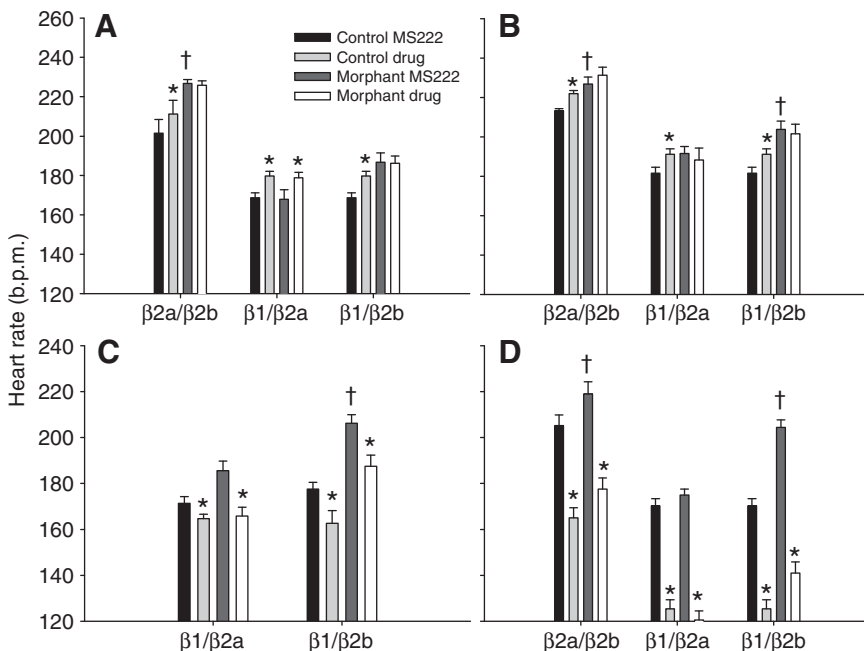 Heart rate (b.p.m.)
A
260
240
220
200
180
160
140
120
Control MS222
Control drug
Morphant MS222
Morphant drug
* † * * *
β2a/β2b β1/β2a β1/β2b
B
* † * * †
β2a/β2b β1/β2a β1/β2b
C
240
220
200
180
160
140
120
* * * † *
β1/β2a β1/β2b
D
* † * * * * † *
β2a/β2b β1/β2a β1/β2b